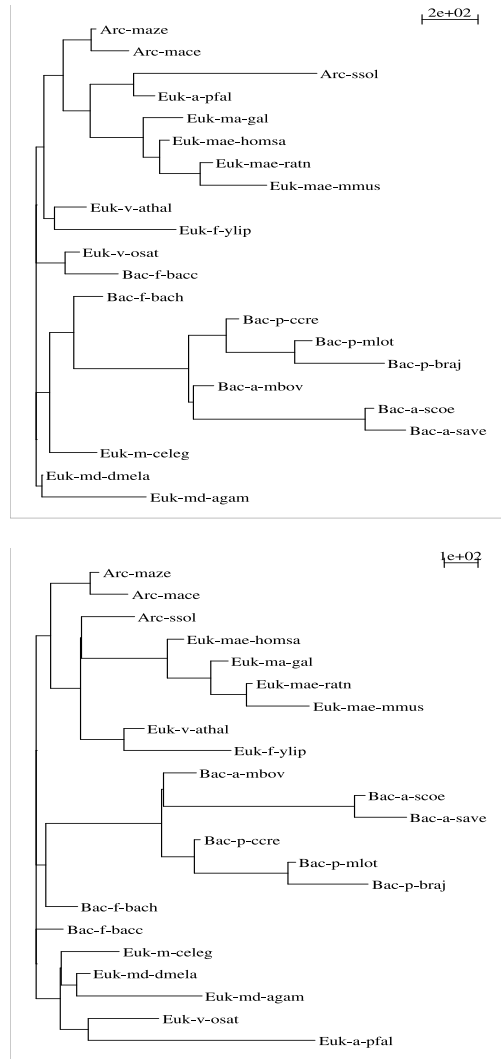 2e+02
Arc-maze
Arc-mace
Arc-ssol
Euk-a-pfal
Euk-ma-gal
Euk-mae-homsa
Euk-mae-ratn
Euk-mae-mmus
Euk-v-athal
Euk-f-ylip
Euk-v-osat
Bac-f-bacc
Bac-f-bach
Bac-p-ccre
Bac-p-mlot
Bac-p-braj
Bac-a-mbov
Bac-a-scoe
Bac-a-save
Euk-m-celeg
Euk-md-dmela
Euk-md-agam
1e+02
Arc-maze
Arc-mace
Arc-ssol
Euk-mae-homsa
Euk-ma-gal
Euk-mae-ratn
Euk-mae-mmus
Euk-v-athal
Euk-f-ylip
Bac-a-mbov
Bac-a-scoe
Bac-a-save
Bac-p-ccre
Bac-p-mlot
Bac-p-braj
Bac-f-bach
Bac-f-bacc
Euk-m-celeg
Euk-md-dmela
Euk-md-agam
Euk-v-osat
Euk-a-pfal